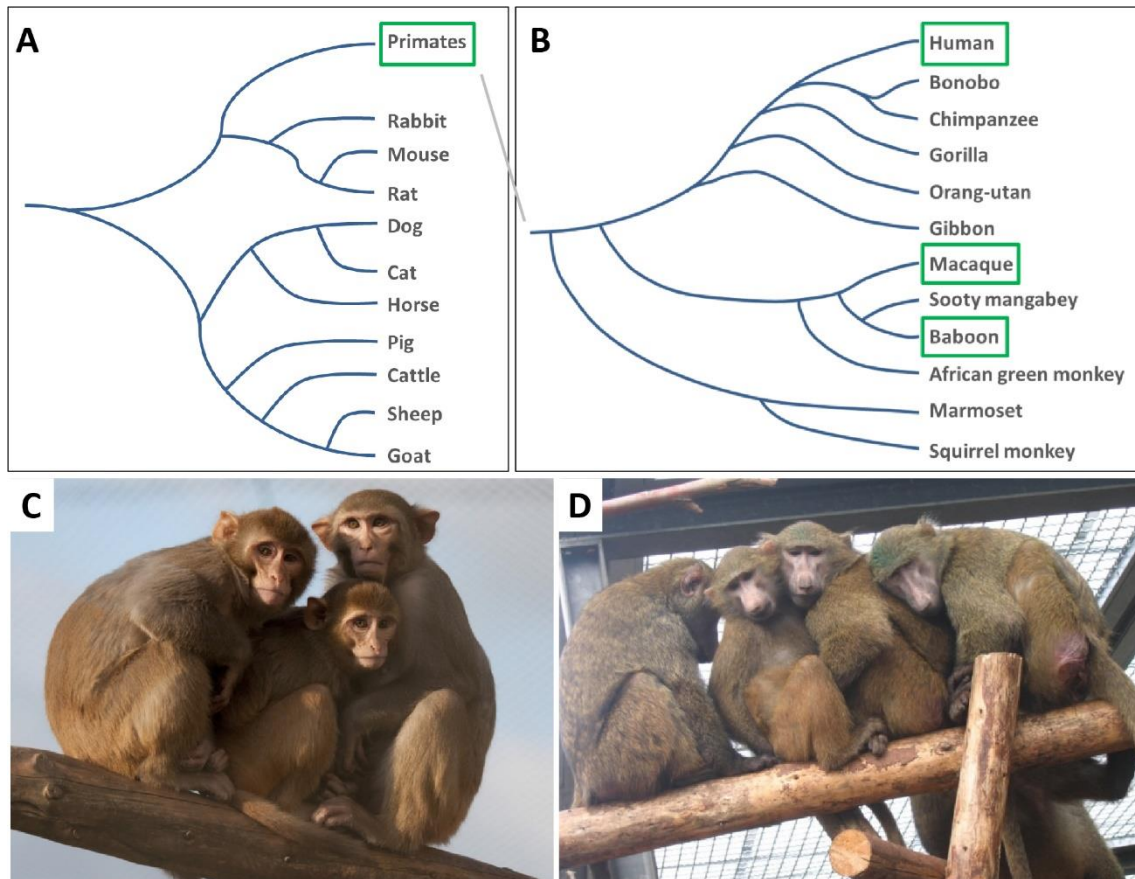 A
Primates
Rabbit
Mouse
Rat
Dog
Cat
Horse
Pig
Cattle
Sheep
Goat
B
Human
Bonobo
Chimpanzee
Gorilla
Orang-utan
Gibbon
Macaque
Sooty mangabey
Baboon
African green monkey
Marmoset
Squirrel monkey
C
D